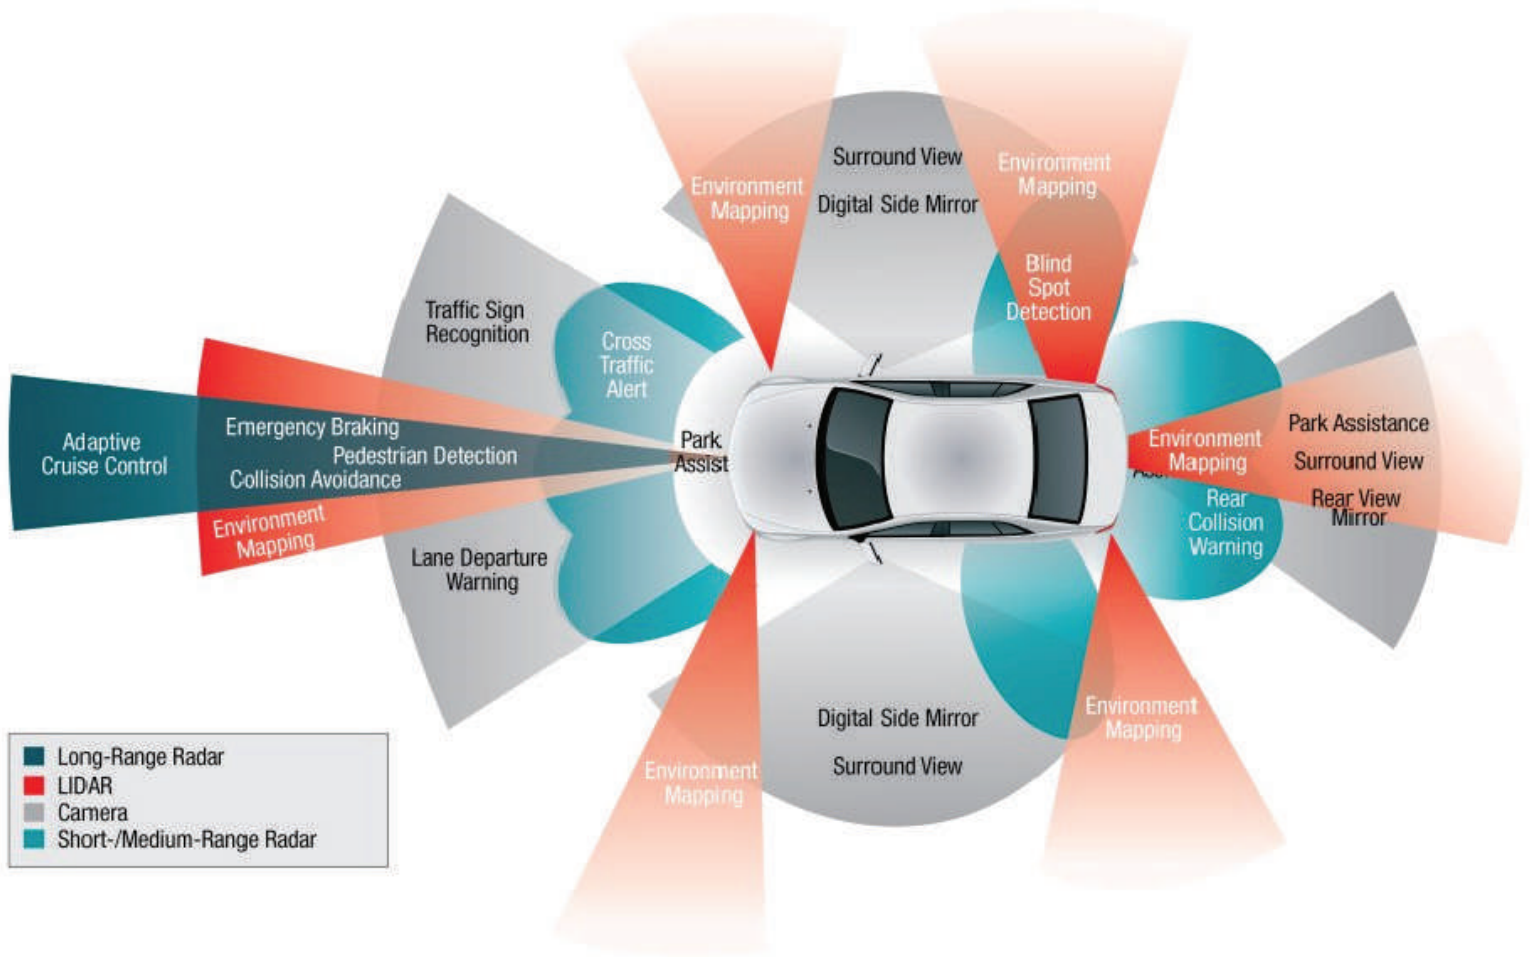 Surround View
Digital Side Mirror
Environment
Mapping
Environment
Mapping
Blind
Spot
Detection
Traffic Sign
Recognition
Cross
Traffic
Alert
Adaptive
Cruise Control
Emergency Braking
Pedestrian Detection
Collision Avoidance
Environment
Mapping
Park
Assist
Lane Departure
Warning
Environment
Mapping
Park Assistance
Surround View
Rear View
Mirror
Rear
Collision
Warning
Digital Side Mirror
Surround View
Environment
Mapping
Environment
Mapping
Long-Range Radar
LIDAR
Camera
Short-/Medium-Range Radar